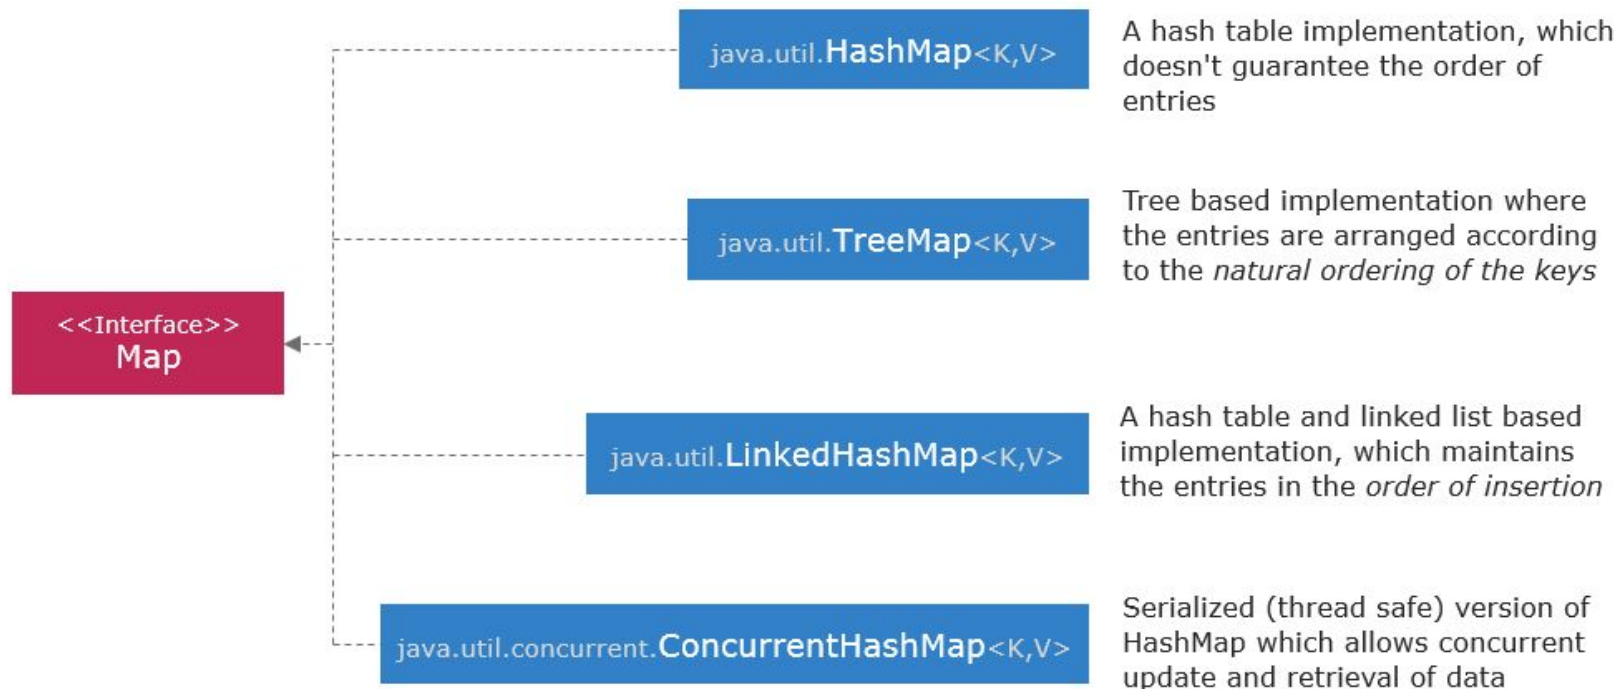 java.util.HashMap<K,V>
A hash table implementation, which
doesn't guarantee the order of
entries
java.util.TreeMap<K,V>
Tree based implementation where
the entries are arranged according
to the natural ordering of the keys
<<Interface>>
Map
java.util.LinkedHashMap<K,V>
A hash table and linked list based
implementation, which maintains
the entries in the order of insertion
java.util.concurrent.ConcurrentHashMap<K,V>
Serialized (thread safe) version of
HashMap which allows concurrent
update and retrieval of data